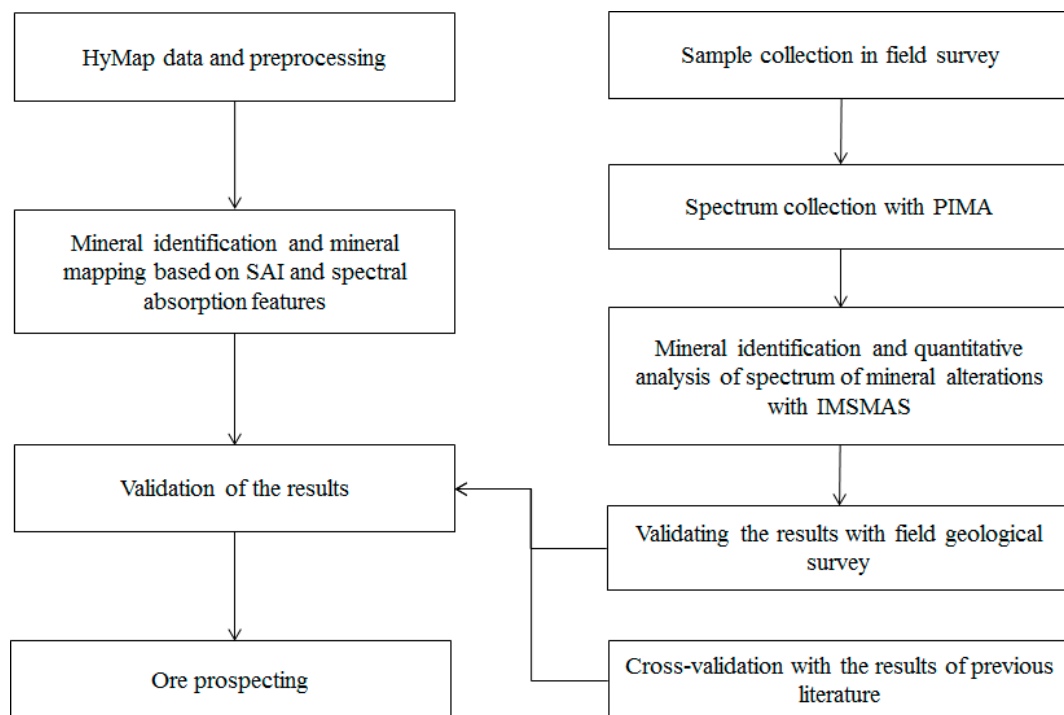 HyMap data and preprocessing
Mineral identification and mineral
mapping based on SAI and spectral
absorption features
Validation of the results
Ore prospecting
Sample collection in field survey
Spectrum collection with PIMA
Mineral identification and quantitative
analysis of spectrum of mineral alterations
with IMSMAS
Validating the results with field geological
survey
Cross-validation with the results of previous
literature